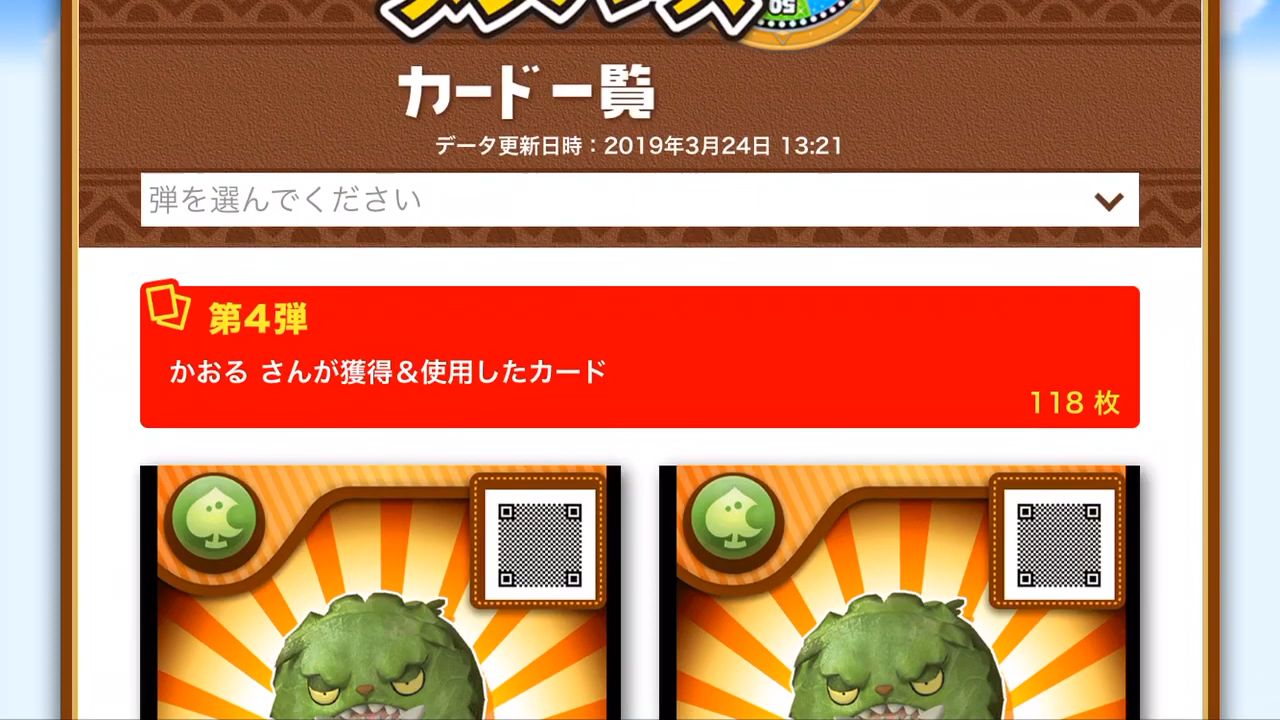 50
カード一覧
データ更新日時：2019年3月24日 13:21
弾を選んでください
第4弾
かおる さんが獲得＆使用したカード
118 枚